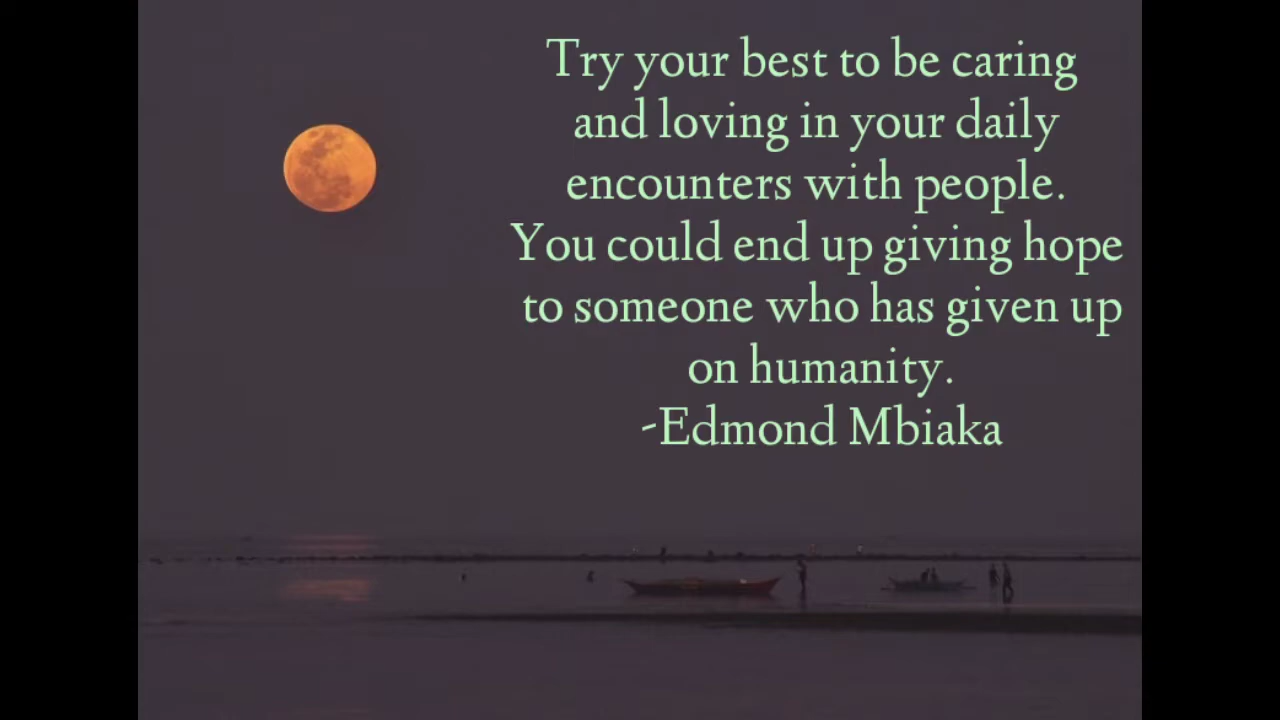 Try your best to be caring
and loving in your daily
encounters with people.
You could end up giving hope
to someone who has given up
on humanity.
-Edmond Mbiaka